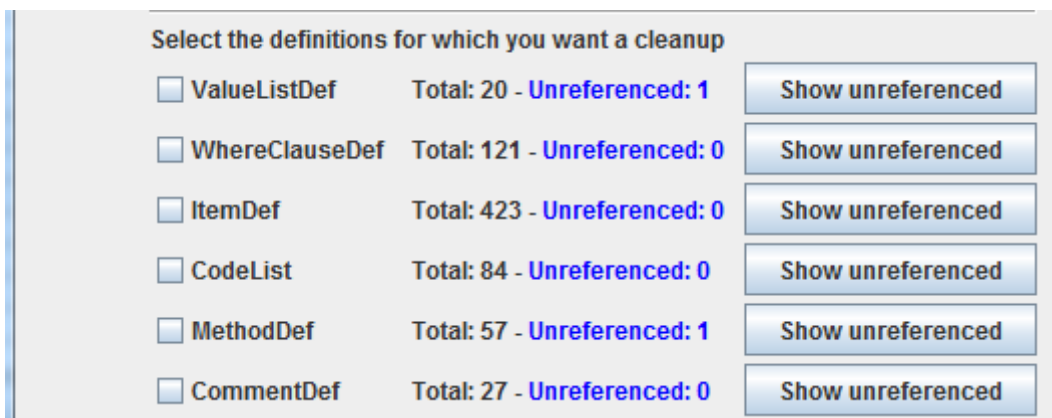 Select the definitions for which you want a cleanup
ValueListDef Total: 20 - Unreferenced: 1 Show unreferenced
WhereClauseDef Total: 121 - Unreferenced: 0 Show unreferenced
ItemDef Total: 423 - Unreferenced: 0 Show unreferenced
CodeList Total: 84 - Unreferenced: 0 Show unreferenced
MethodDef Total: 57 - Unreferenced: 1 Show unreferenced
CommentDef Total: 27 - Unreferenced: 0 Show unreferenced